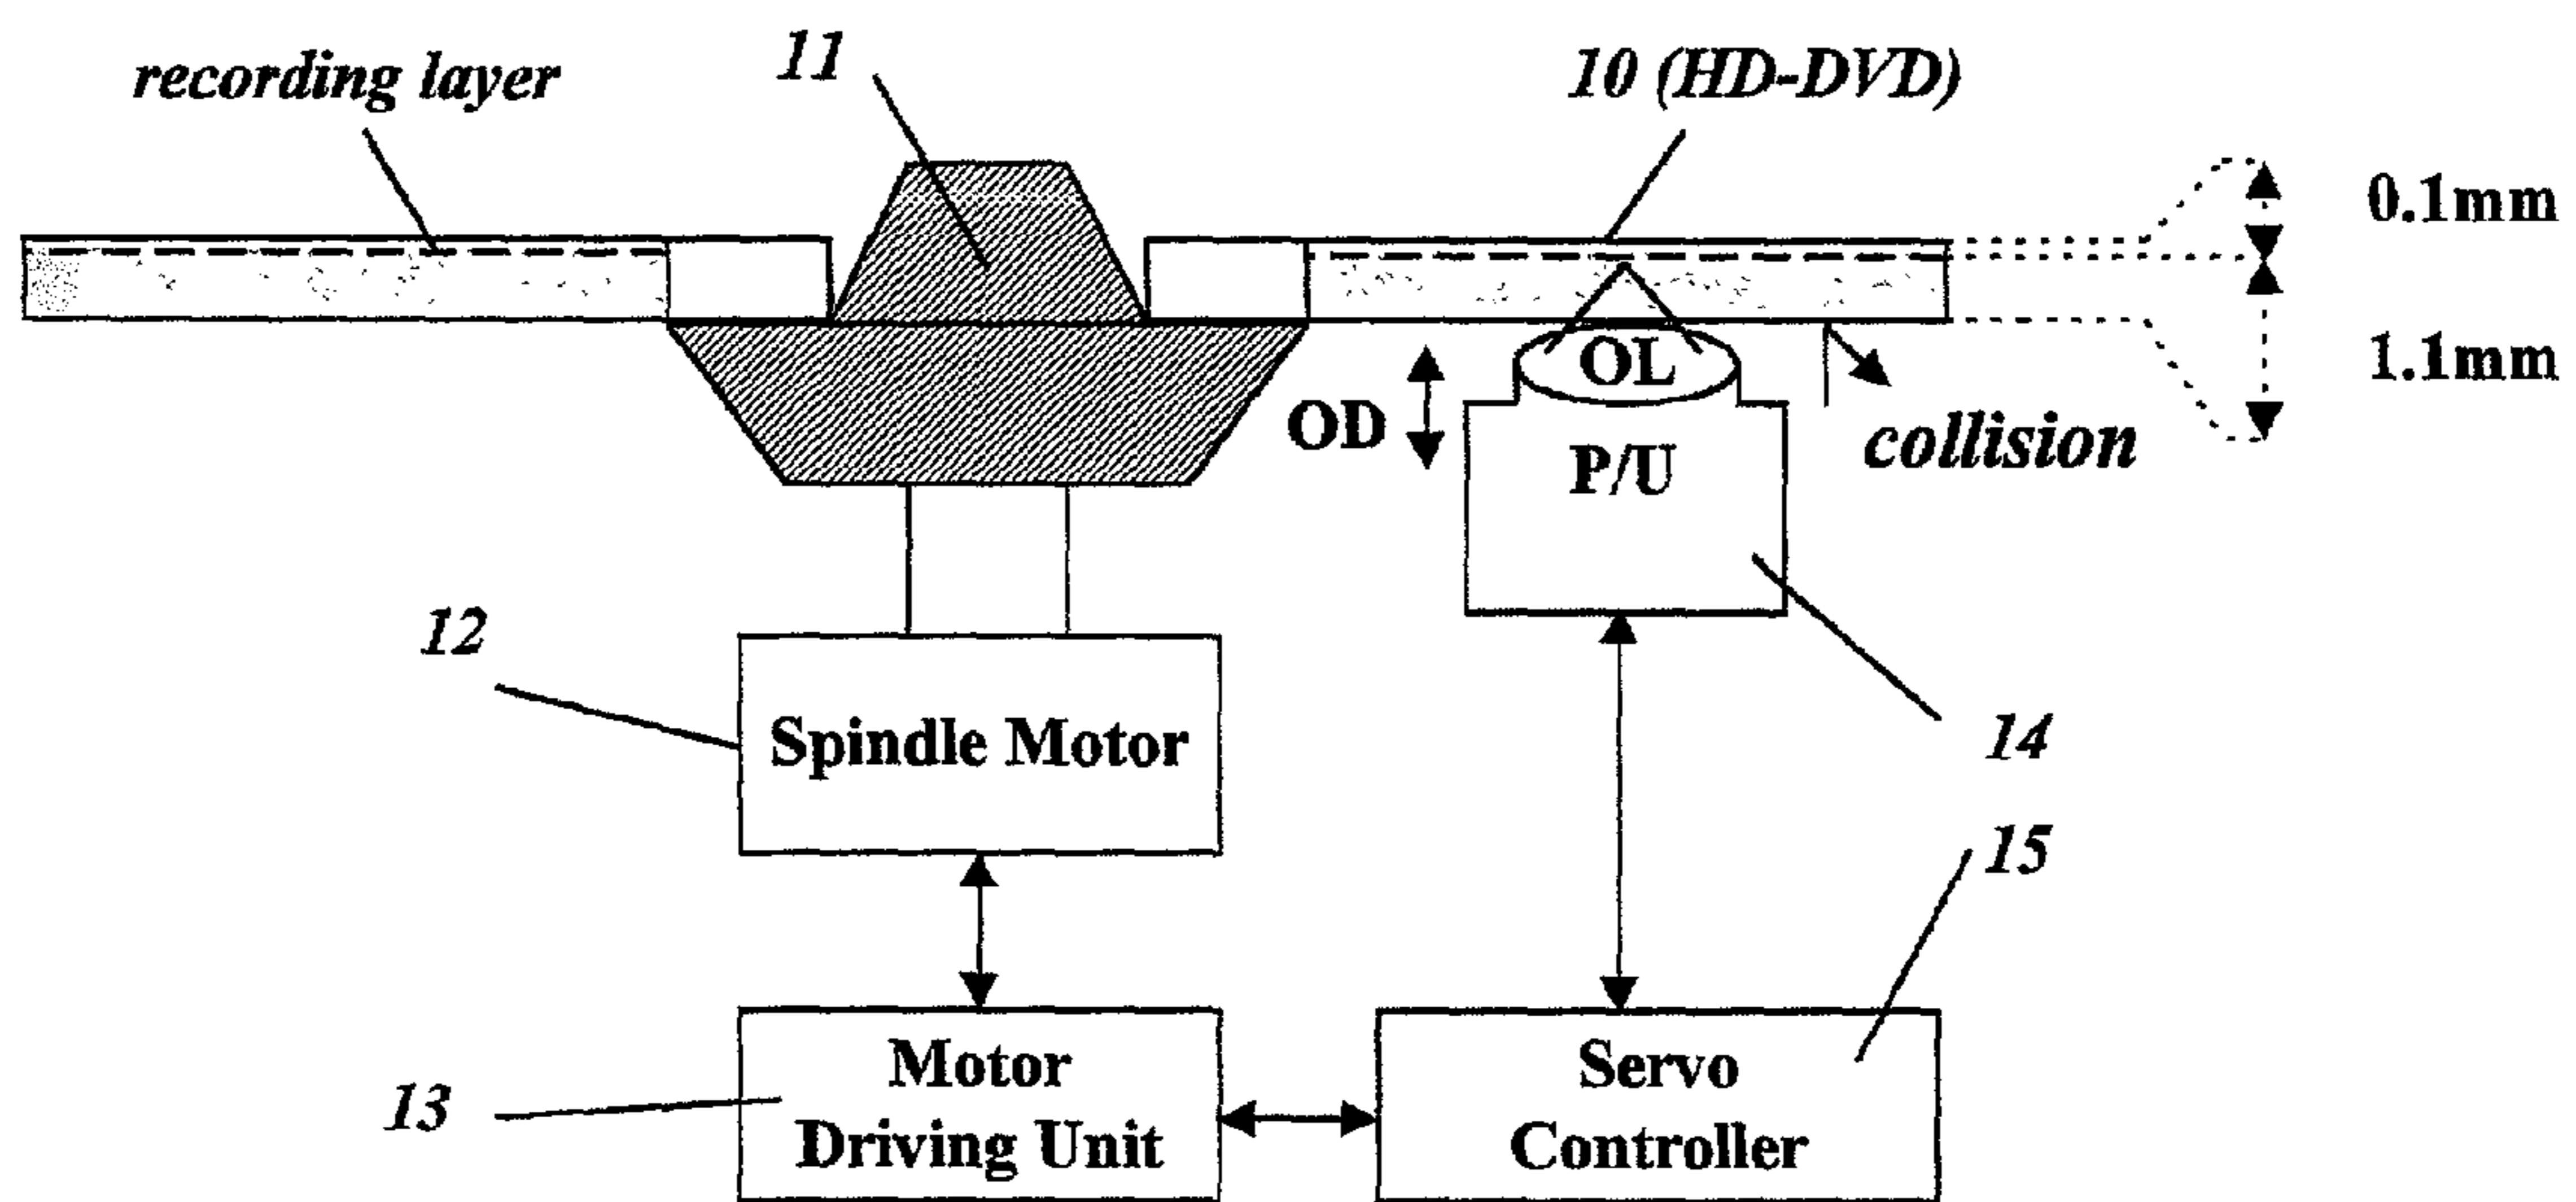 recording layer
11
10 (HD-DVD)
0.1mm
1.1mm
OL
OD
P/U
collision
12
Spindle Motor
14
15
13
Motor
Driving Unit
Servo
Controller